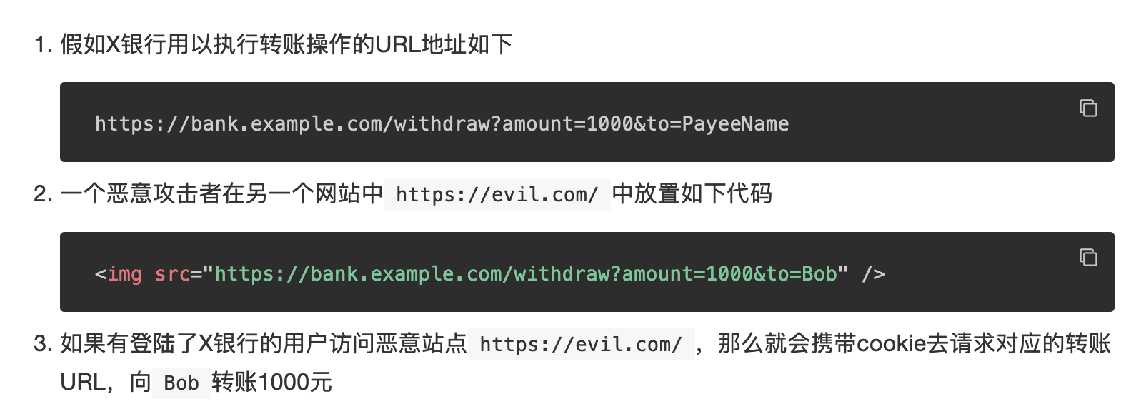 1. 假如X银行用以执行转账操作的URL地址如下
https://bank.example.com/withdraw?amount=1000&to=PayeeName
2. 一个恶意攻击者在另一个网站中 https://evil.com/ 中放置如下代码
<img src="https://bank.example.com/withdraw?amount=1000&to=Bob" />
3. 如果有登陆了X银行的用户访问恶意站点 https://evil.com/ ，那么就会携带cookie去请求对应的转账
URL，向 Bob 转账1000元